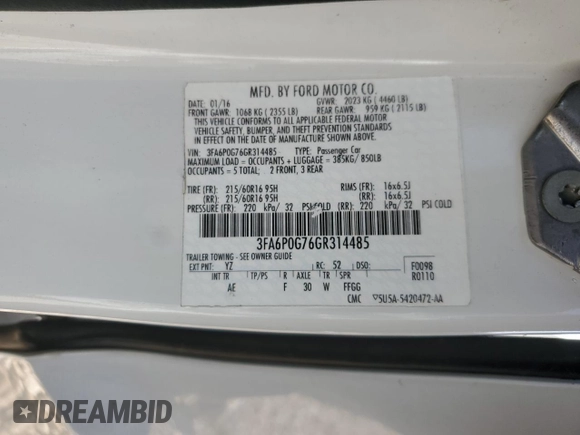 MFD. BY FORD MOTOR CO.
DATE: 01/16 GVWR: 2023 KG ( 4460 LB)
FRONT GAWR: 1068 KG ( 2355 LB) REAR GAWR: 959 KG ( 2115 LB)
THIS VEHICLE CONFORMS TO ALL APPLICABLE FEDERAL MOTOR
VEHICLE SAFETY, BUMPER, AND THEFT PREVENTION STANDARDS IN
EFFECT ON THE DATE OF MANUFACTURE SHOWN ABOVE.
VIN: 3FA6P0G76GR314485 TYPE: Passenger Car
MAXIMUM LOAD = OCCUPANTS + LUGGAGE = 385KG/ 850LB
OCCUPANTS = 5 TOTAL; 2 FRONT, 3 REAR
TIRE (FR): 215/60R16 95H RIMS (FR): 16x6.5J
(RR): 215/60R16 95H (RR): 16x6.5J
PRESSURE (FR): 220 kPa/ 32 PSI COLD (RR): 220 kPa/ 32 PSI COLD
3FA6P0G76GR314485
TRAILER TOWING - SEE OWNER GUIDE
EXT PNT: YZ RC: 52 DSO: F0098
INT TR TP/PS R AXLE TR SPR R0110
AE F 30 W FFGG
CMC ▽5U5A-5420472-AA
DREAMBID